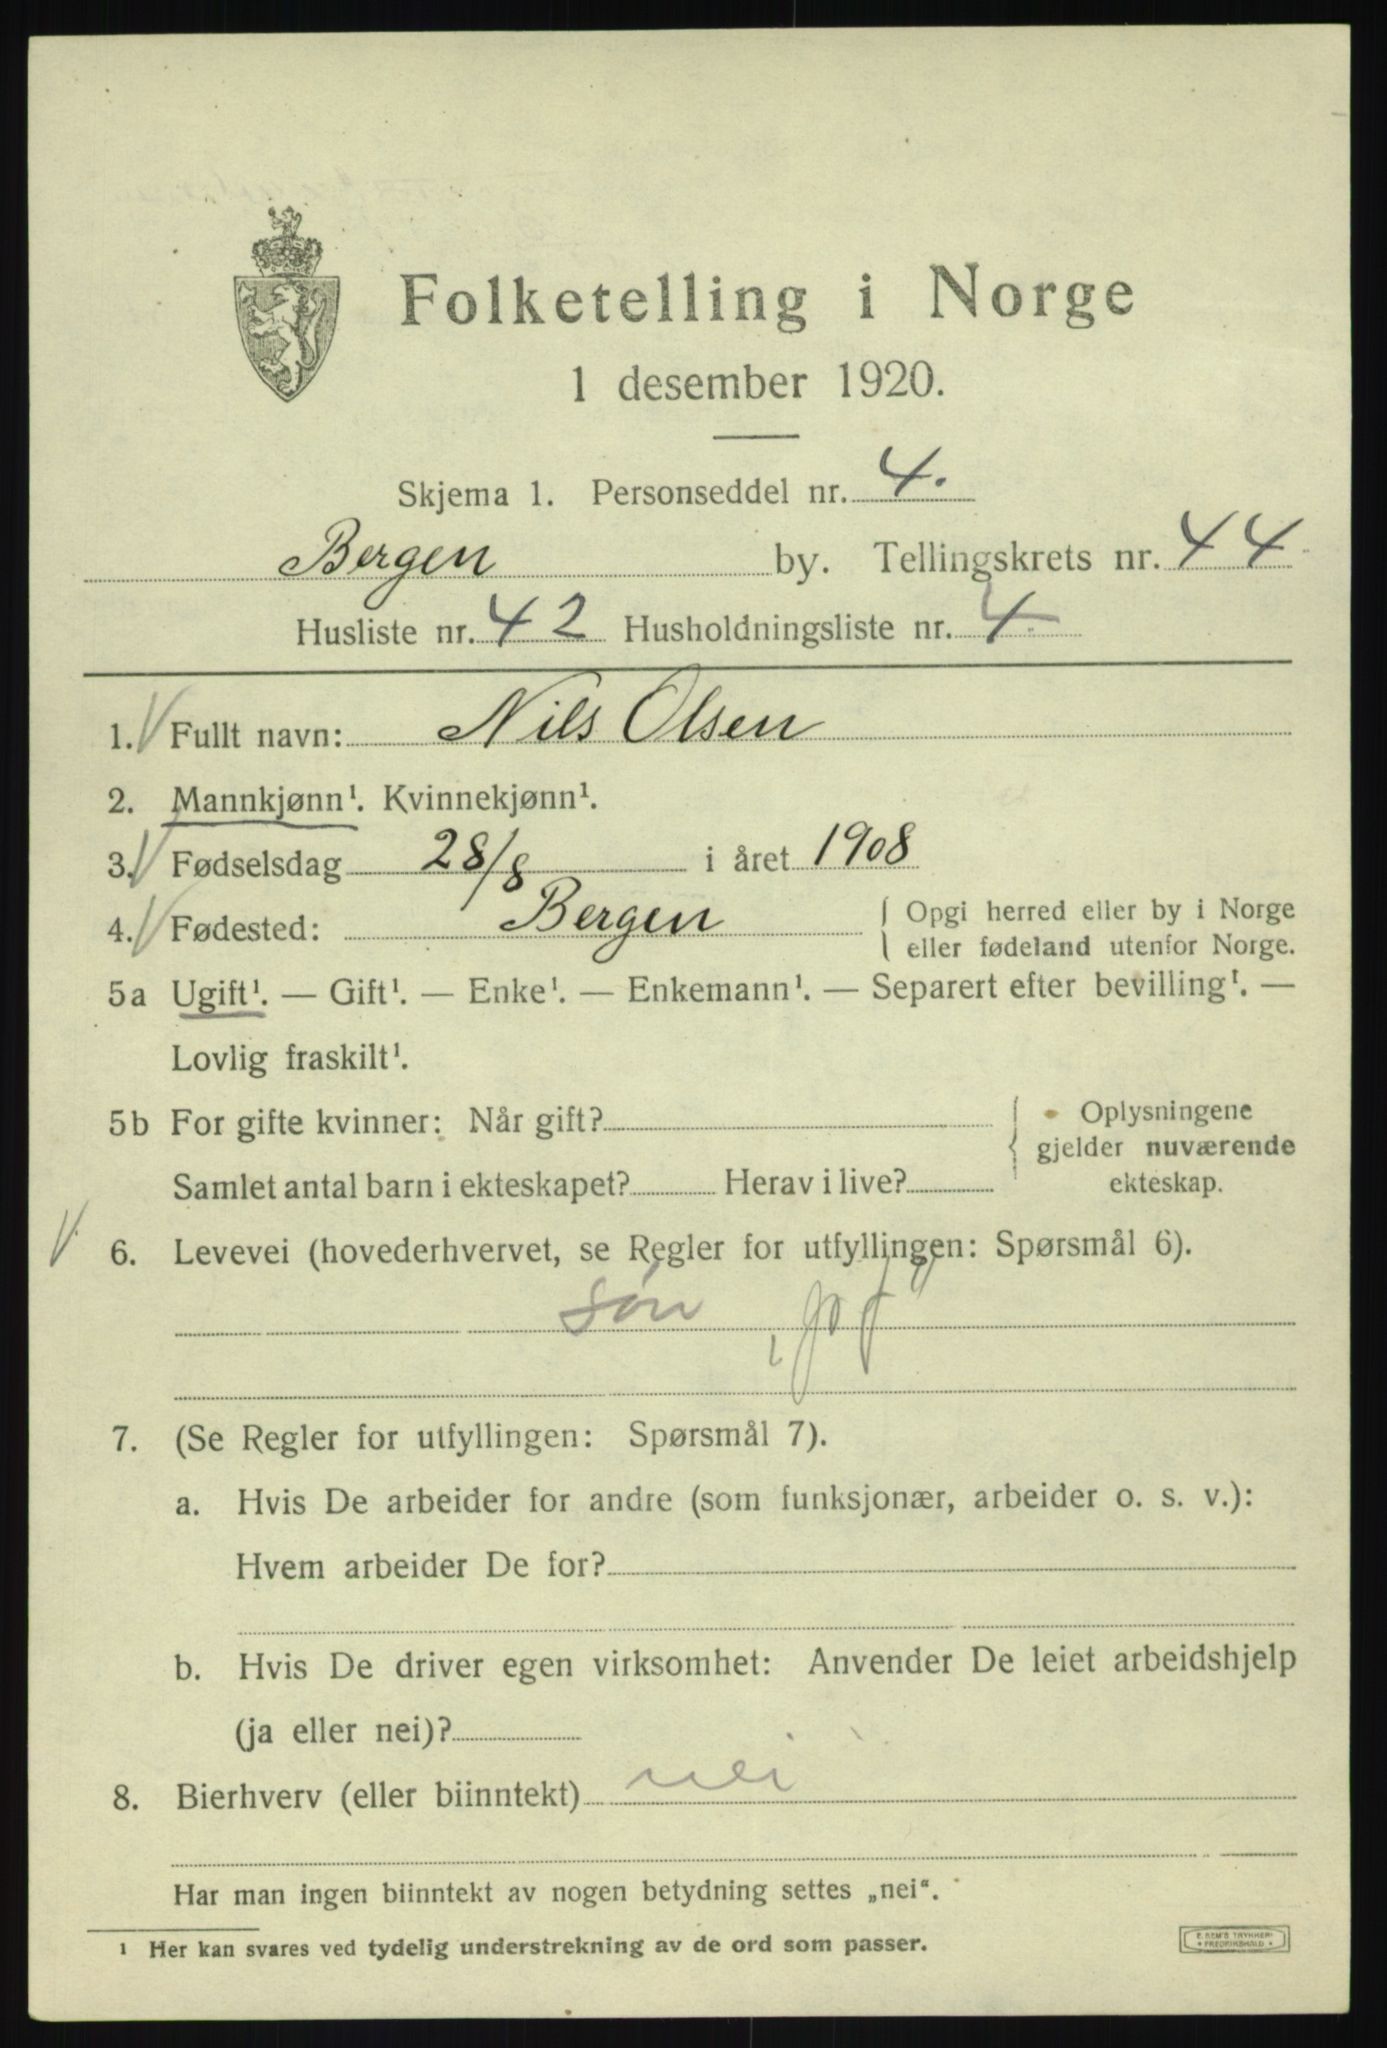 Folketelling i Norge
1 desember 1920.
Skjema 1. Personseddel nr. 4.
Bergen by. Tellingskrets nr. 44
Husliste nr. 42 Husholdningsliste nr. 4
1. Fullt navn: Nils Olsen
2. Mannkjønn¹. Kvinnekjønn¹.
3. Fødselsdag 28/8 i året 1908
4. Fødested: Bergen { Opgi herred eller by i Norge
eller fødeland utenfor Norge.
5a Ugift¹. — Gift¹. — Enke¹. — Enkemann¹. — Separert efter bevilling¹. —
Lovlig fraskilt¹.
5b For gifte kvinner: Når gift? { Oplysningene
gjelder nuværende
Samlet antal barn i ekteskapet? Herav i live? ekteskap.
6. Levevei (hovederhvervet, se Regler for utfyllingen: Spørsmål 6).
søn
7. (Se Regler for utfyllingen: Spørsmål 7).
a. Hvis De arbeider for andre (som funksjonær, arbeider o. s. v.):
Hvem arbeider De for?
b. Hvis De driver egen virksomhet: Anvender De leiet arbeidshjelp
(ja eller nei)?
8. Bierhverv (eller biinntekt) nei
Har man ingen biinntekt av nogen betydning settes „nei“.
¹ Her kan svares ved tydelig understrekning av de ord som passer.
E. SEM'S TRYKKERI
FREDRIKSHALD